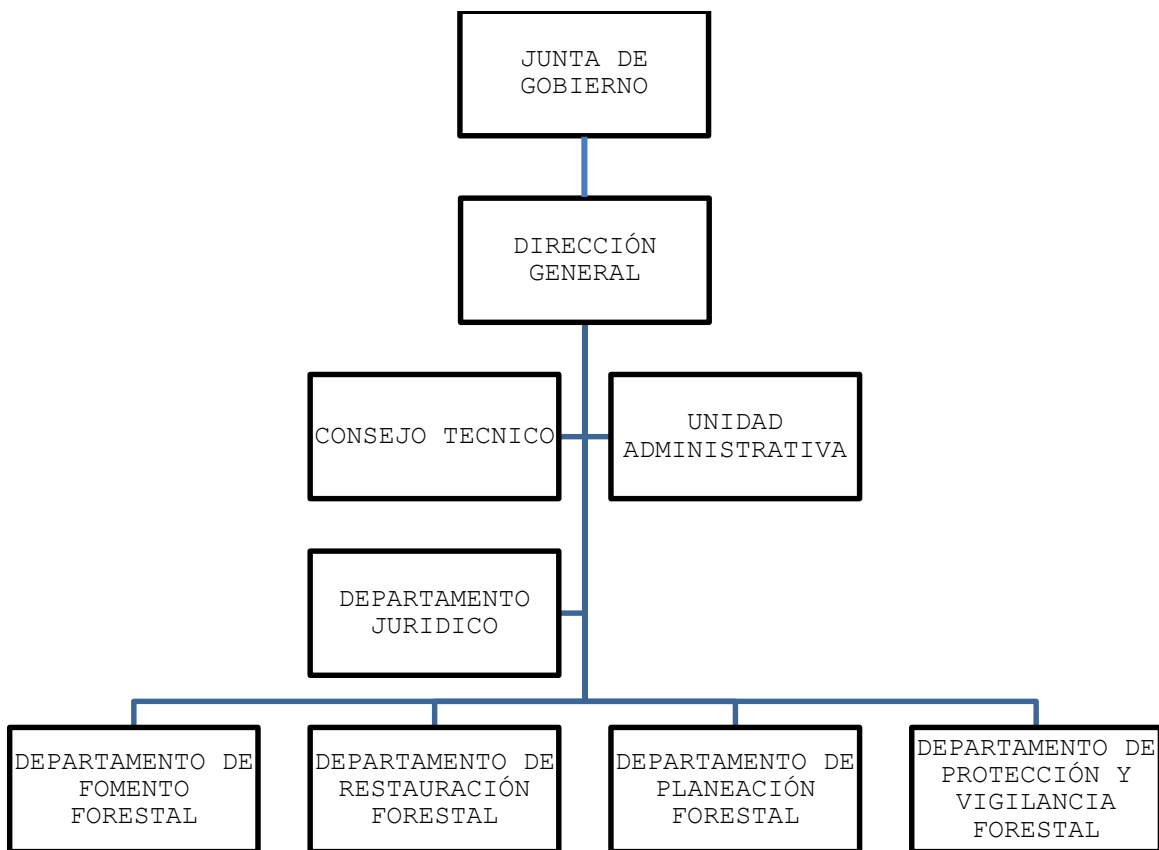 JUNTA DE
GOBIERNO
DIRECCIÓN
GENERAL
CONSEJO TECNICO
UNIDAD
ADMINISTRATIVA
DEPARTAMENTO
JURIDICO
DEPARTAMENTO DE
FOMENTO
FORESTAL
DEPARTAMENTO DE
RESTAURACIÓN
FORESTAL
DEPARTAMENTO DE
PLANEACIÓN
FORESTAL
DEPARTAMENTO DE
PROTECCIÓN Y
VIGILANCIA
FORESTAL